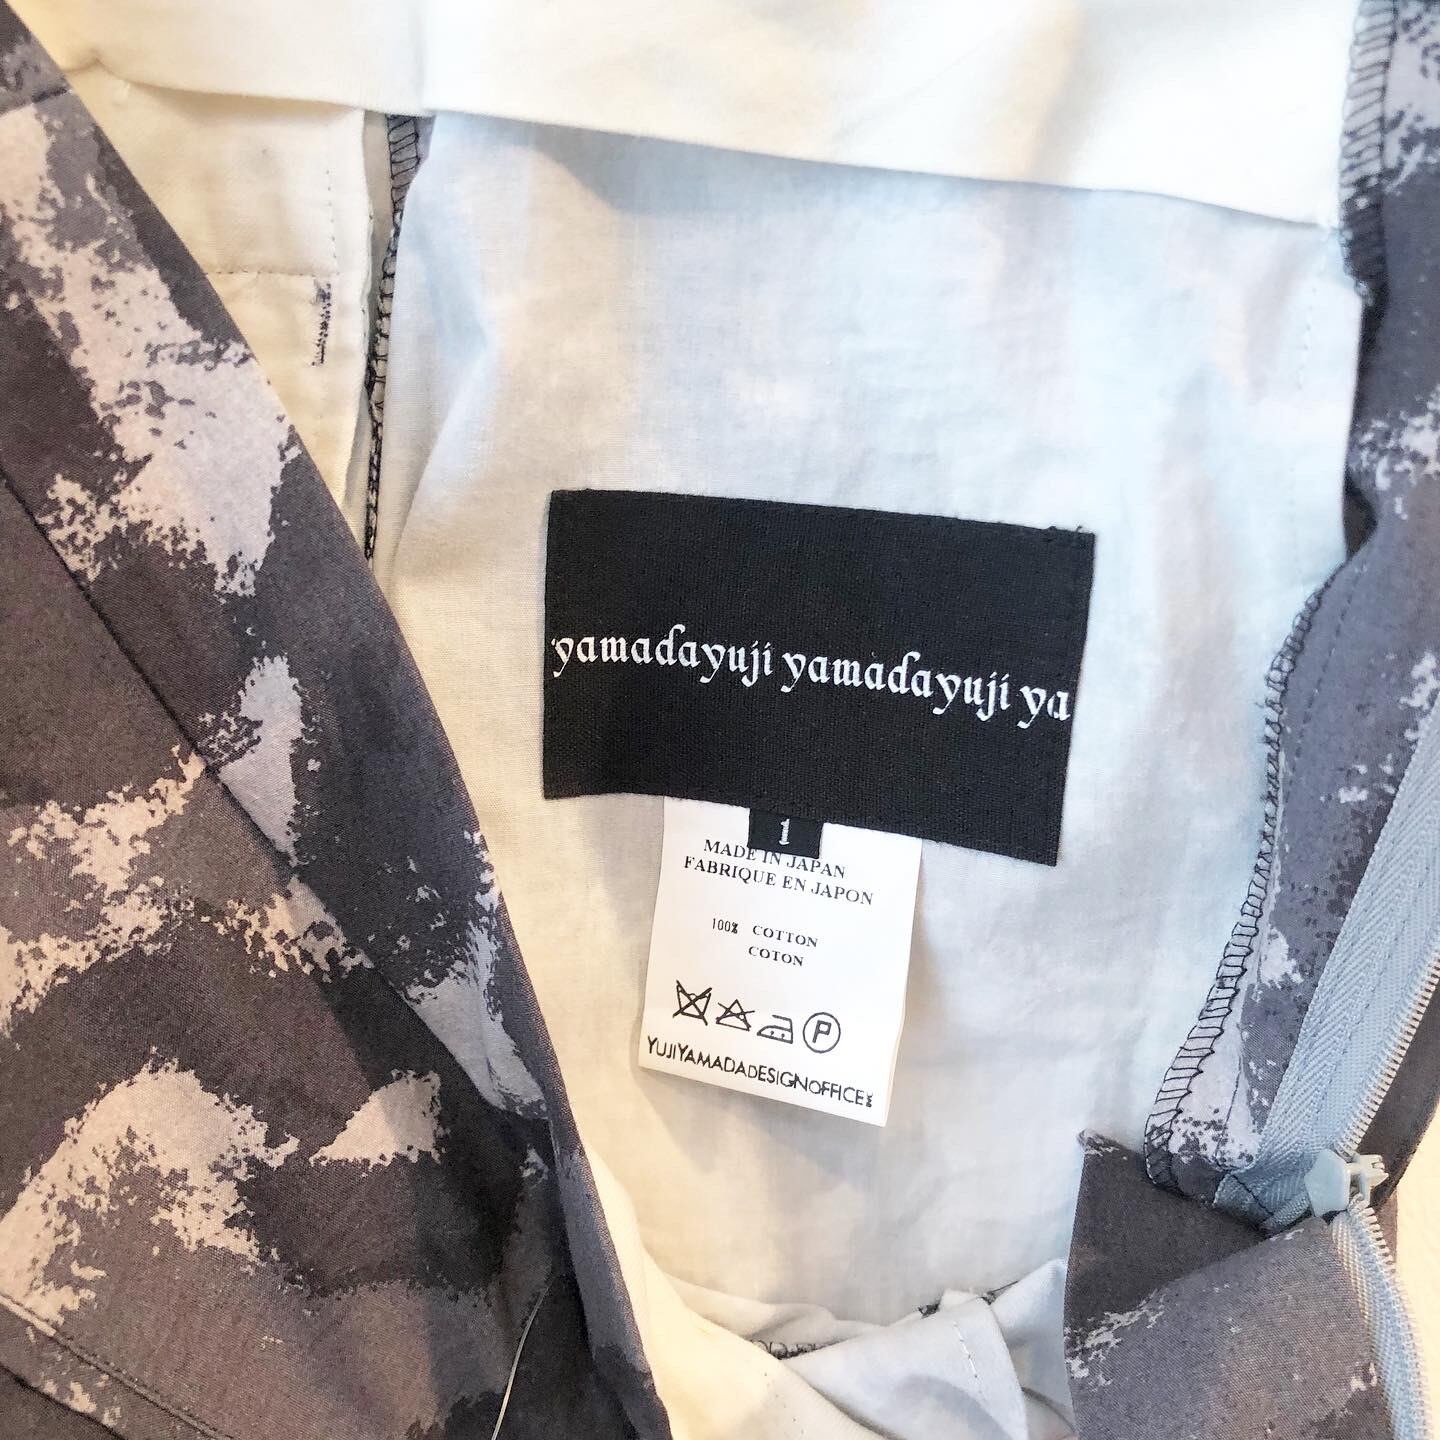 yamadayuji yamadayuji ya
1
MADE IN JAPAN
FABRIQUE EN JAPON
100% COTTON
COTON
P
YUJIYAMADADESIGNOFFICE